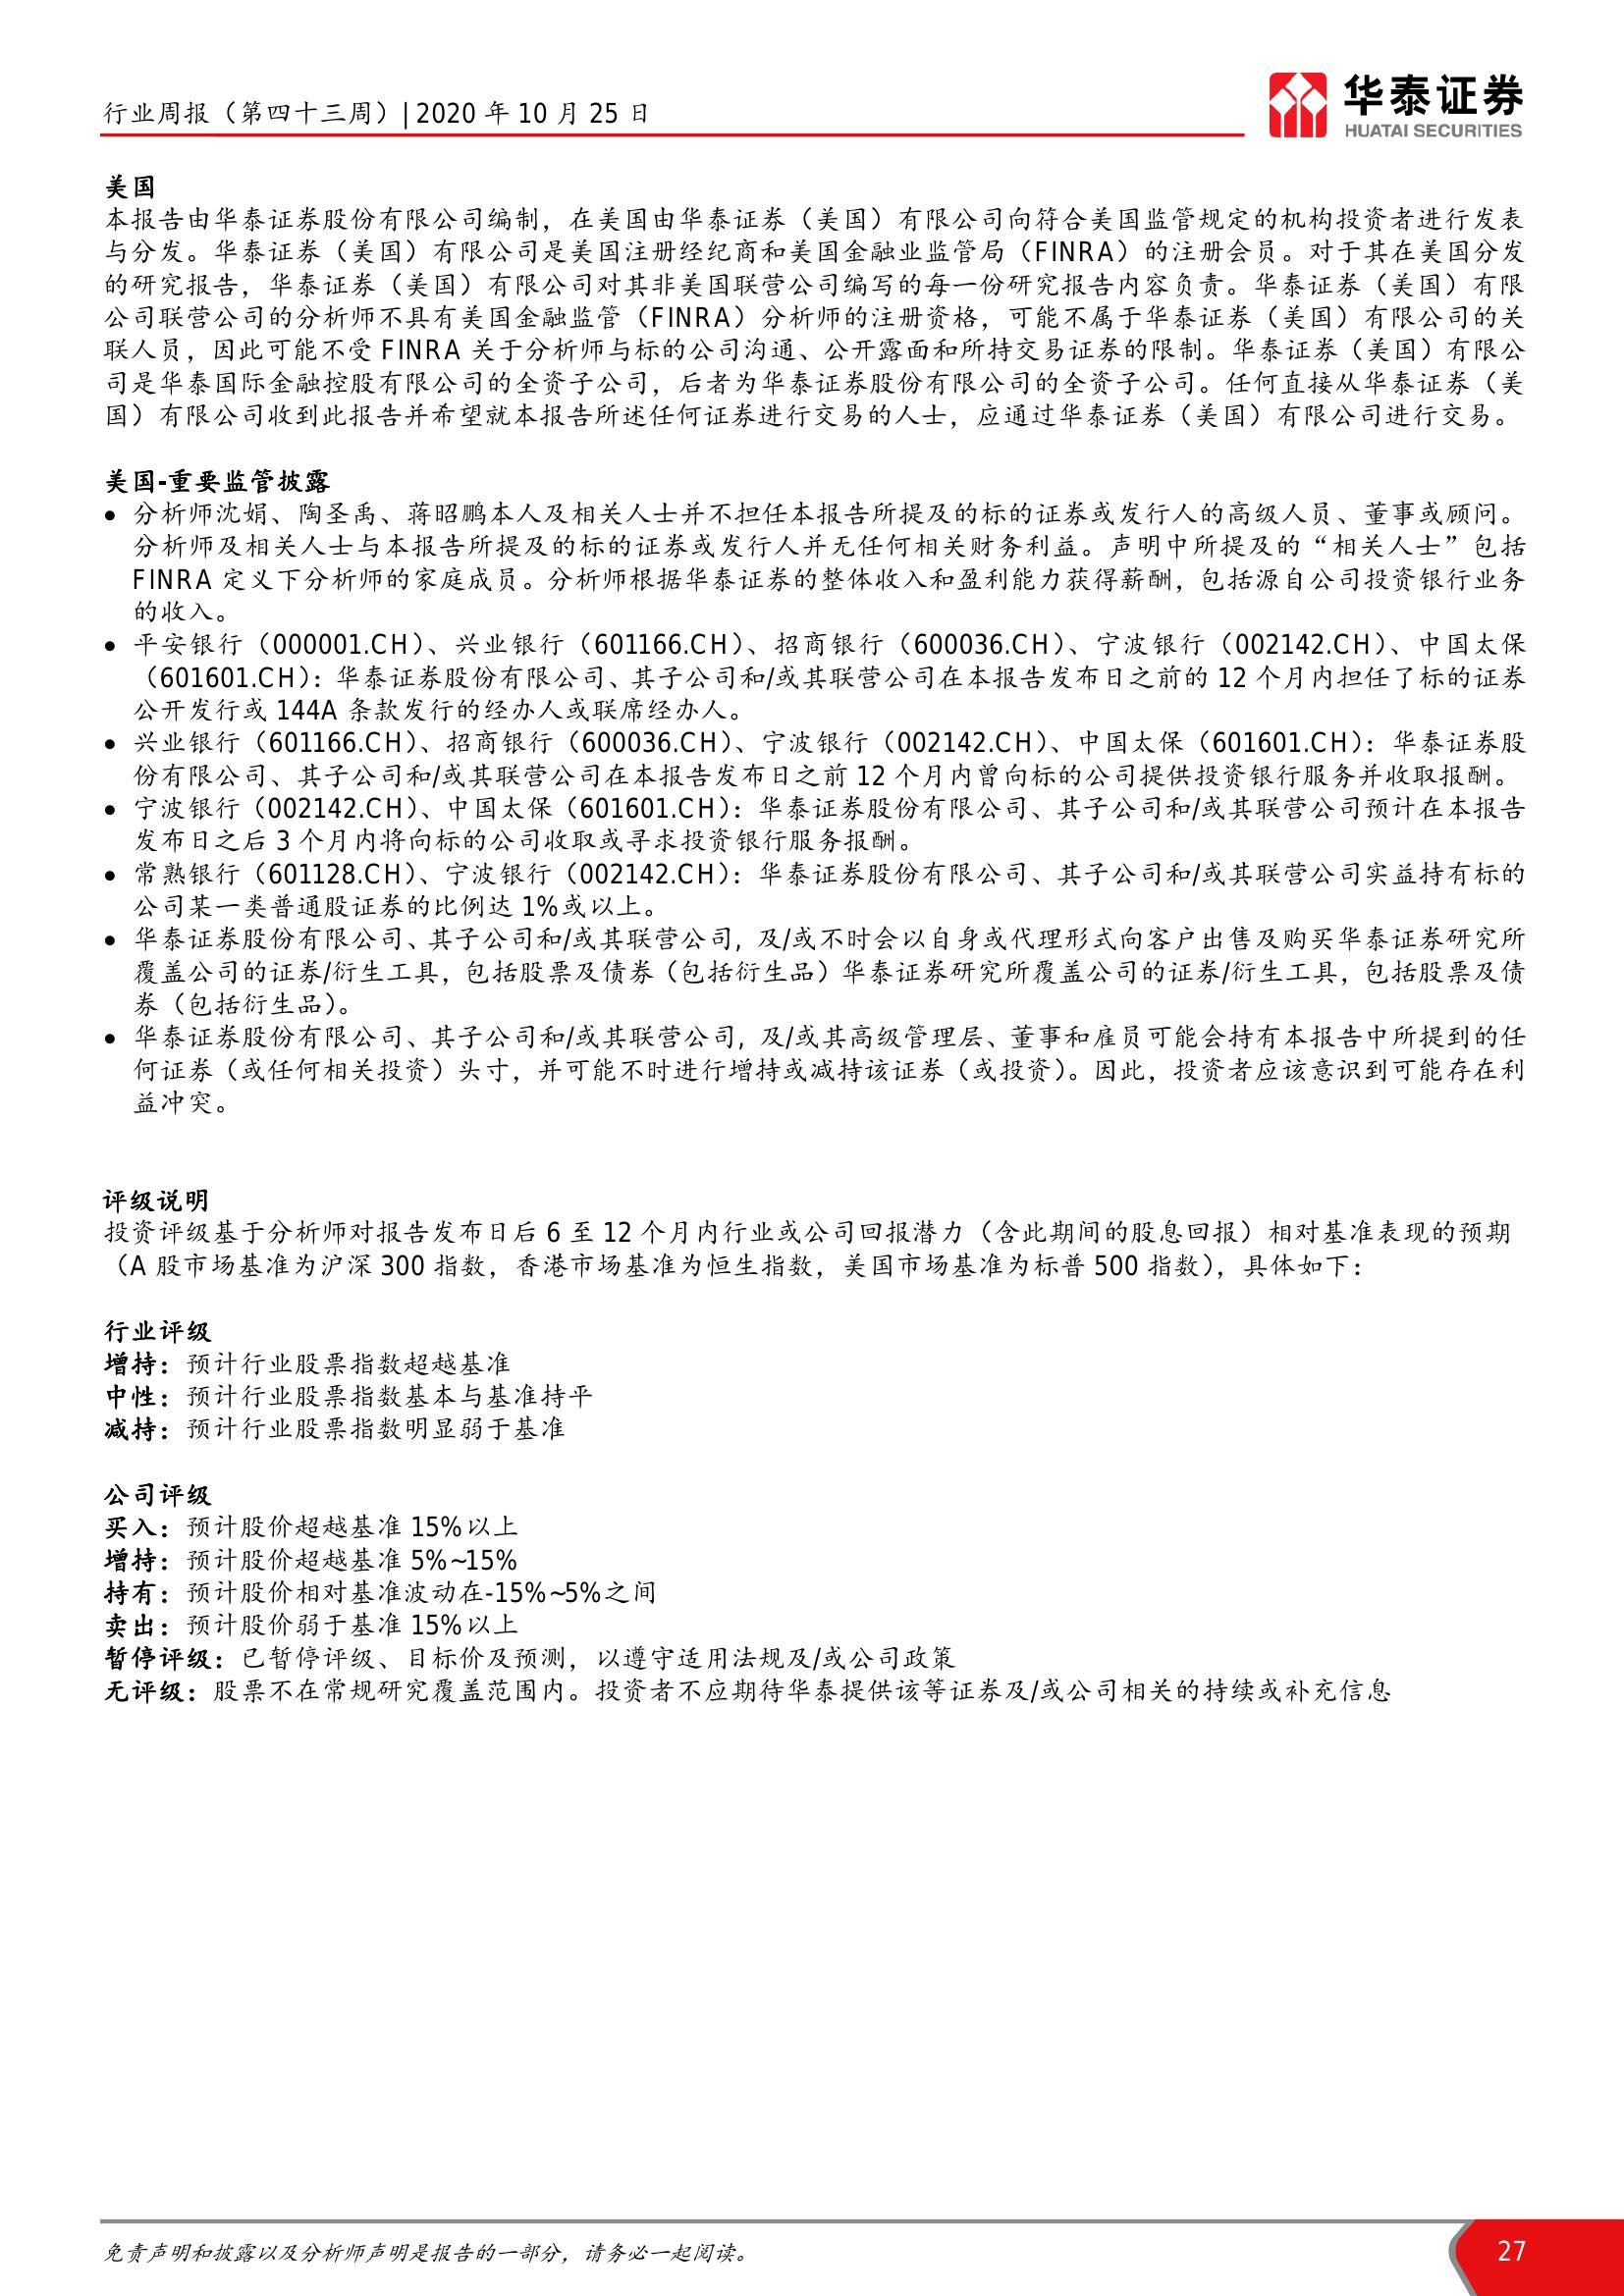 行业周报（第四十三周）| 2020 年 10 月 25 日
华泰证券
HUATAI SECURITIES
美国
本报告由华泰证券股份有限公司编制，在美国由华泰证券（美国）有限公司向符合美国监管规定的机构投资者进行发表
与分发。华泰证券（美国）有限公司是美国注册经纪商和美国金融业监管局（FINRA）的注册会员。对于其在美国分发
的研究报告，华泰证券（美国）有限公司对其非美国联营公司编写的每一份研究报告内容负责。华泰证券（美国）有限
公司联营公司的分析师不具有美国金融监管（FINRA）分析师的注册资格，可能不属于华泰证券（美国）有限公司的关
联人员，因此可能不受 FINRA 关于分析师与标的公司沟通、公开露面和所持交易证券的限制。华泰证券（美国）有限公
司是华泰国际金融控股有限公司的全资子公司，后者为华泰证券股份有限公司的全资子公司。任何直接从华泰证券（美
国）有限公司收到此报告并希望就本报告所述任何证券进行交易的人士，应通过华泰证券（美国）有限公司进行交易。
美国-重要监管披露
● 分析师沈娟、陶圣禹、蒋昭鹏本人及相关人士并不担任本报告所提及的标的证券或发行人的高级人员、董事或顾问。
分析师及相关人士与本报告所提及的标的证券或发行人并无任何相关财务利益。声明中所提及的“相关人士”包括
FINRA 定义下分析师的家庭成员。分析师根据华泰证券的整体收入和盈利能力获得薪酬，包括源自公司投资银行业务
的收入。
● 平安银行（000001.CH）、兴业银行（601166.CH）、招商银行（600036.CH）、宁波银行（002142.CH）、中国太保
（601601.CH）：华泰证券股份有限公司、其子公司和/或其联营公司在本报告发布日之前的 12 个月内担任了标的证券
公开发行或 144A 条款发行的经办人或联席经办人。
● 兴业银行（601166.CH）、招商银行（600036.CH）、宁波银行（002142.CH）、中国太保（601601.CH）：华泰证券股
份有限公司、其子公司和/或其联营公司在本报告发布日之前 12 个月内曾向标的公司提供投资银行服务并收取报酬。
● 宁波银行（002142.CH）、中国太保（601601.CH）：华泰证券股份有限公司、其子公司和/或其联营公司预计在本报告
发布日之后 3 个月内将向标的公司收取或寻求投资银行服务报酬。
● 常熟银行（601128.CH）、宁波银行（002142.CH）：华泰证券股份有限公司、其子公司和/或其联营公司实益持有标的
公司某一类普通股证券的比例达 1%或以上。
● 华泰证券股份有限公司、其子公司和/或其联营公司, 及/或不时会以自身或代理形式向客户出售及购买华泰证券研究所
覆盖公司的证券/衍生工具，包括股票及债券（包括衍生品）华泰证券研究所覆盖公司的证券/衍生工具，包括股票及债
券（包括衍生品）。
● 华泰证券股份有限公司、其子公司和/或其联营公司, 及/或其高级管理层、董事和雇员可能会持有本报告中所提到的任
何证券（或任何相关投资）头寸，并可能不时进行增持或减持该证券（或投资）。因此，投资者应该意识到可能存在利
益冲突。
评级说明
投资评级基于分析师对报告发布日后 6 至 12 个月内行业或公司回报潜力（含此期间的股息回报）相对基准表现的预期
（A 股市场基准为沪深 300 指数，香港市场基准为恒生指数，美国市场基准为标普 500 指数），具体如下：
行业评级
增持：预计行业股票指数超越基准
中性：预计行业股票指数基本与基准持平
减持：预计行业股票指数明显弱于基准
公司评级
买入：预计股价超越基准 15%以上
增持：预计股价超越基准 5%~15%
持有：预计股价相对基准波动在-15%~5%之间
卖出：预计股价弱于基准 15%以上
暂停评级：已暂停评级、目标价及预测，以遵守适用法规及/或公司政策
无评级：股票不在常规研究覆盖范围内。投资者不应期待华泰提供该等证券及/或公司相关的持续或补充信息
免责声明和披露以及分析师声明是报告的一部分，请务必一起阅读。
27